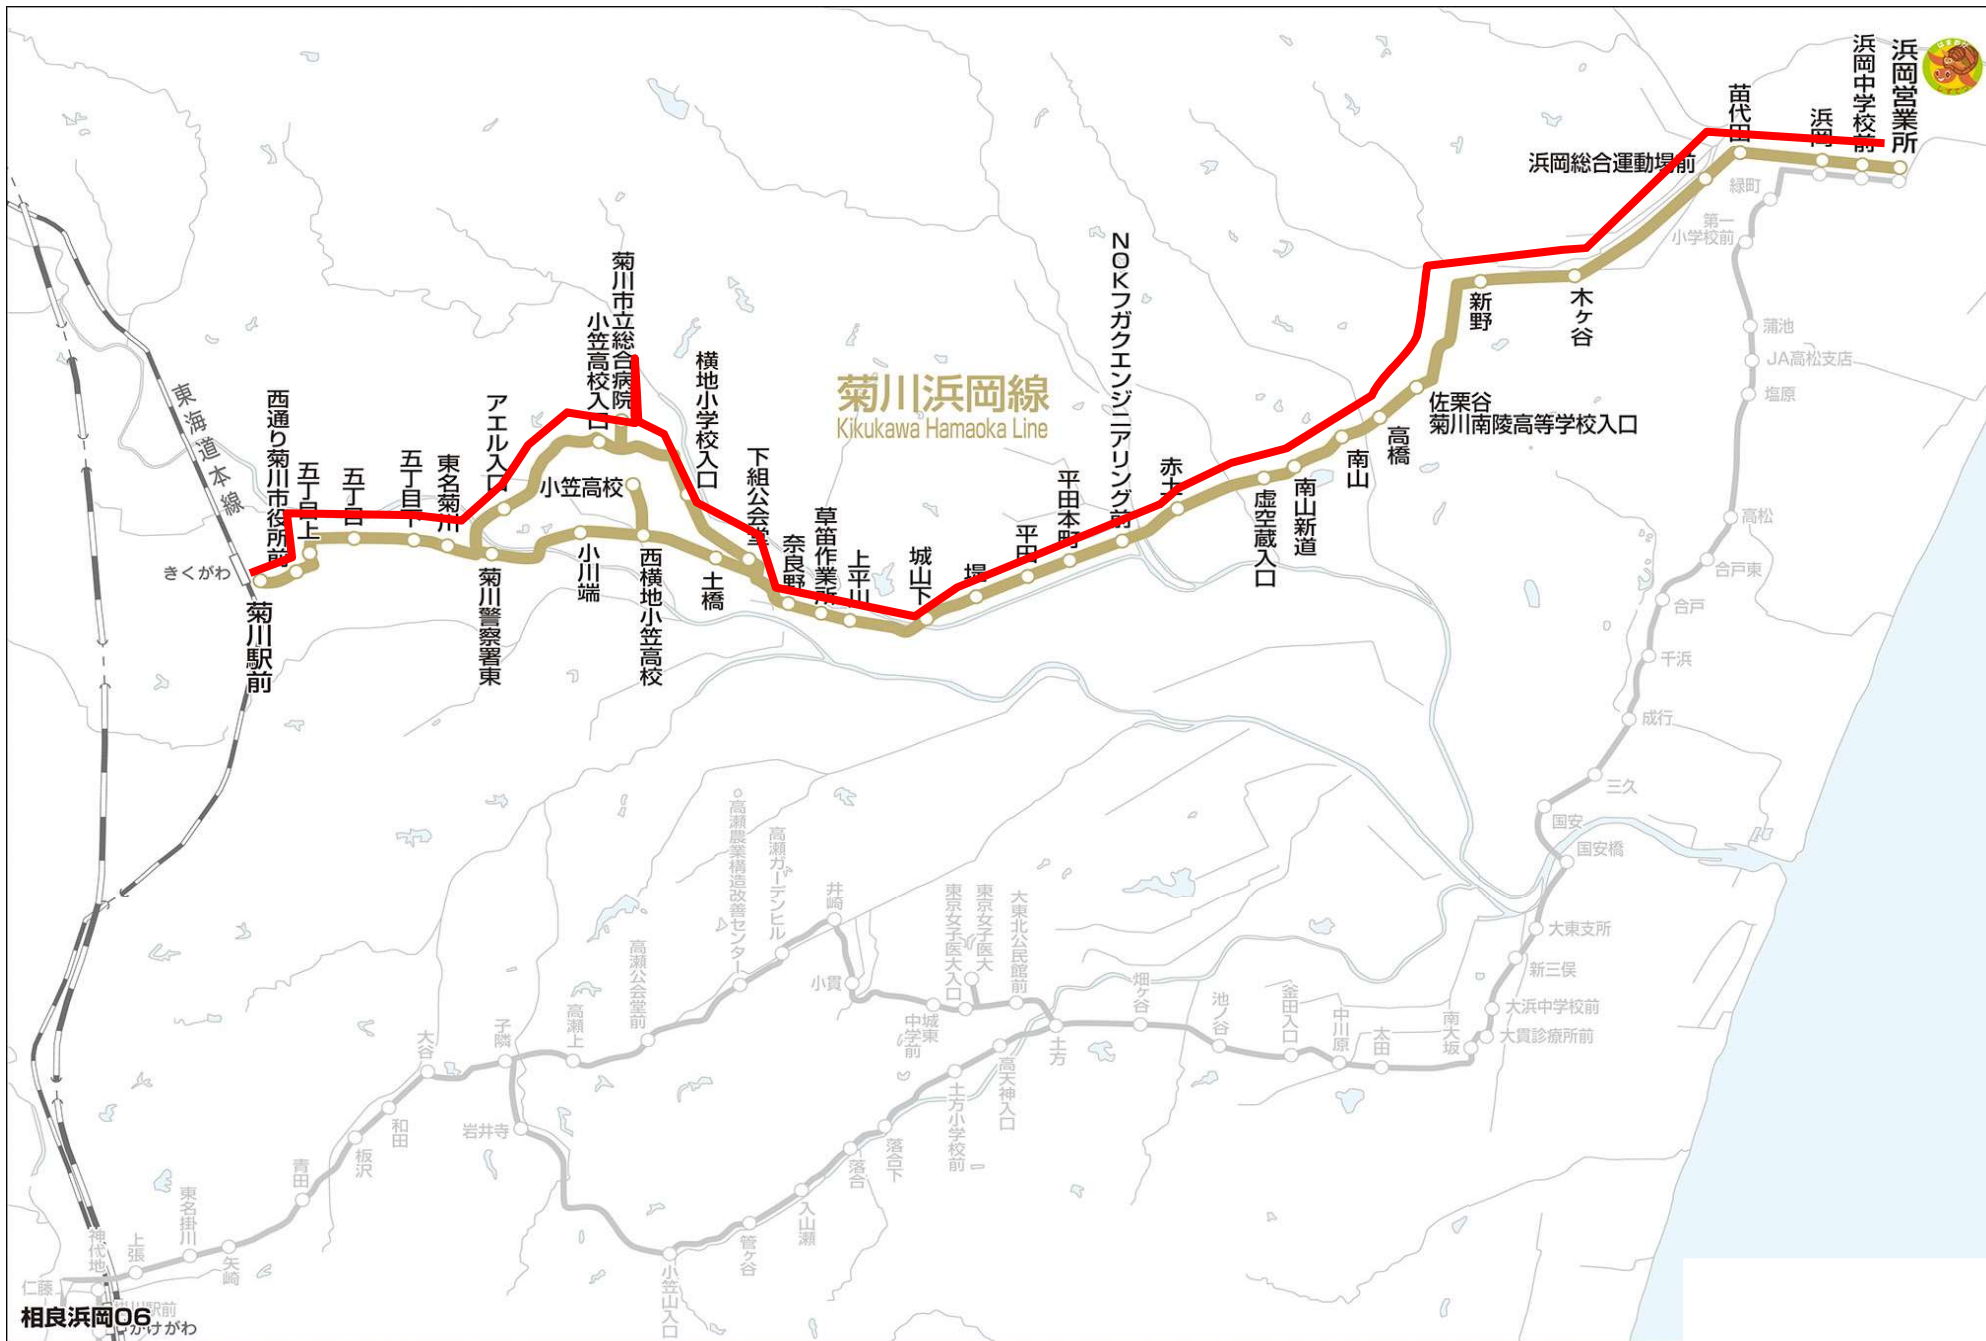 浜岡営業所
浜岡中学校前
浜岡
苗代田
浜岡総合運動場前
木ヶ谷
新野
佐栗谷
菊川南陵高等学校入口
高橋
南山
南山新道
虚空蔵入口
赤土
NOKフガクエンジニアリング前
平田本町
平田
堤
城山下
上平川
草笛作業所
奈良野
下組公会堂
横地小学校入口
菊川市立総合病院
小笠高校入口
アエル入口
小笠高校
西横地小笠高校
土橋
小川端
菊川警察署東
東名菊川
五丁目下
五丁目
五丁目上
西通り菊川市役所前
菊川駅前
きくがわ
東海道本線
菊川浜岡線
Kikukawa Hamaoka Line
緑町
第一
小学校前
蒲池
JA高松支店
塩原
高松
合戸東
合戸
千浜
成行
三久
国安
国安橋
大東支所
新三俣
大浜中学校前
大貫診療所前
南大坂
太田
中川原
釜田入口
池ノ谷
畑ヶ谷
土方
大東北公民館前
東京女子医大
東京女子医大入口
城東
中学前
小貫
井崎
高瀬ガーデンヒル
高瀬農業構造改善センター
高瀬公会堂前
高瀬上
子隣
大谷
和田
板沢
青田
矢崎
東名掛川
上張
神代地
仁藤
岩井寺
小笠山入口
管ヶ谷
入山瀬
落合
落合下
土方小学校前
高天神入口
相良浜岡06
かけがわ